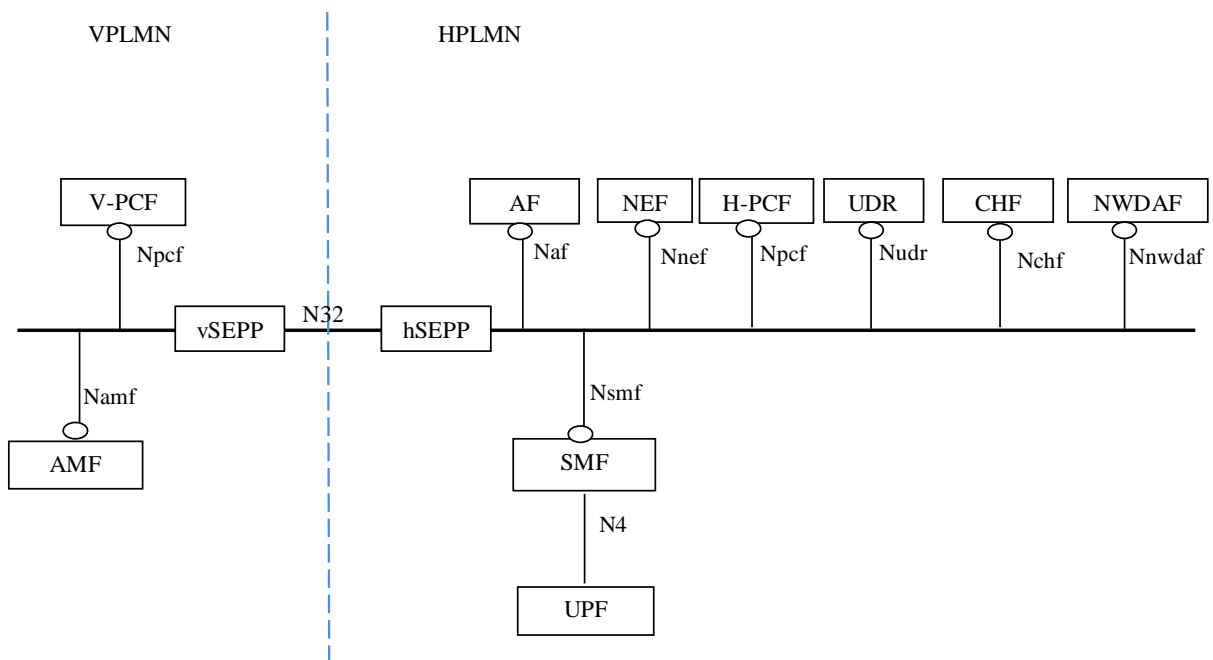 VPLMN
HPLMN
V-PCF
AF
NEF
H-PCF
UDR
CHF
NWDAF
Npcf
Naf
Nnef
Npcf
Nudr
Nchf
Nnwdaf
vSEPP
N32
hSEPP
Namf
Nsmf
AMF
SMF
N4
UPF